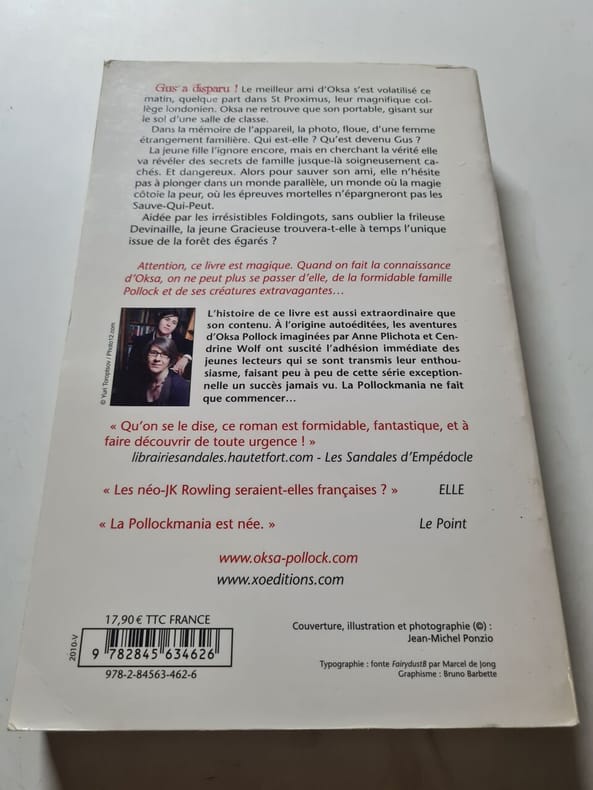 Gus a disparu ! Le meilleur ami d'Oksa s'est volatilisé ce
matin, quelque part dans St Proximus, leur magnifique col-
lège londonien. Oksa ne retrouve que son portable, gisant sur
le sol d'une salle de classe.
Dans la mémoire de l'appareil, la photo, floue, d'une femme
étrangement familière. Qui est-elle ? Qu'est devenu Gus ?
La jeune fille l'ignore encore, mais en cherchant la vérité elle
va révéler des secrets de famille jusque-là soigneusement ca-
chés. Et dangereux. Alors pour sauver son ami, elle n'hésite
pas à plonger dans un monde parallèle, un monde où la magie
côtoie la peur, où les épreuves mortelles n'épargneront pas les
Sauve-Qui-Peut.
Aidée par les irrésistibles Foldingots, sans oublier la frileuse
Devinaille, la jeune Gracieuse trouvera-t-elle à temps l'unique
issue de la forêt des égarés ?
Attention, ce livre est magique. Quand on fait la connaissance
d'Oksa, on ne peut plus se passer d'elle, de la formidable famille
Pollock et de ses créatures extravagantes...
L'histoire de ce livre est aussi extraordinaire que
son contenu. À l'origine autoéditées, les aventures
d'Oksa Pollock imaginées par Anne Plichota et Cen-
drine Wolf ont suscité l'adhésion immédiate des
jeunes lecteurs qui se sont transmis leur enthou-
siasme, faisant peu à peu de cette série exception-
nelle un succès jamais vu. La Pollockmania ne fait
que commencer...
© Yuri Toroptsov / Photo12.com
« Qu'on se le dise, ce roman est formidable, fantastique, et à
faire découvrir de toute urgence ! »
librairiesandales.hautetfort.com - Les Sandales d'Empédocle
« Les néo-JK Rowling seraient-elles françaises ? » ELLE
« La Pollockmania est née. » Le Point
www.oksa-pollock.com
www.xoeditions.com
17,90 € TTC FRANCE
2010-V
9 782845 634626
978-2-84563-462-6
Couverture, illustration et photographie (©) :
Jean-Michel Ponzio
Typographie : fonte FairydustB par Marcel de Jong
Graphisme : Bruno Barbette